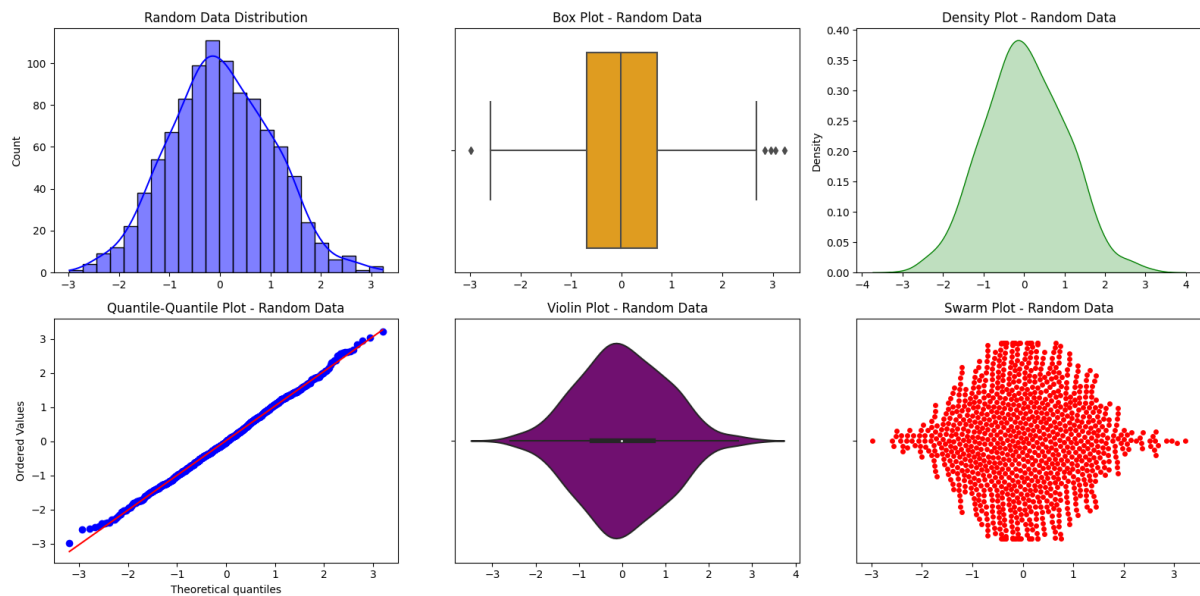 Random Data Distribution
Count
100
80
60
40
20
0
−3 −2 −1 0 1 2 3
Box Plot - Random Data
−3 −2 −1 0 1 2 3
Density Plot - Random Data
Density
0.40
0.35
0.30
0.25
0.20
0.15
0.10
0.05
0.00
−4 −3 −2 −1 0 1 2 3 4
Quantile-Quantile Plot - Random Data
Ordered Values
3
2
1
0
−1
−2
−3
−3 −2 −1 0 1 2 3
Theoretical quantiles
Violin Plot - Random Data
−3 −2 −1 0 1 2 3 4
Swarm Plot - Random Data
−3 −2 −1 0 1 2 3